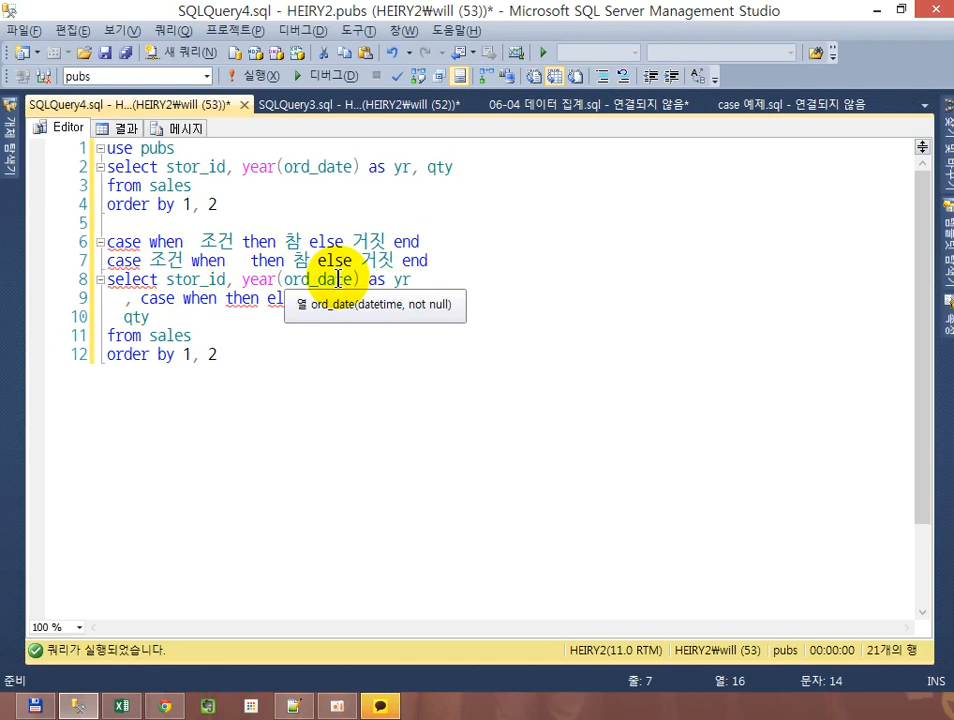 SQLQuery4.sql - HEIRY2.pubs (HEIRY2₩will (53))* - Microsoft SQL Server Management Studio
파일(F) 편집(E) 보기(V) 쿼리(Q) 프로젝트(P) 디버그(D) 도구(T) 창(W) 도움말(H)
새 쿼리(N)
pubs 실행(X) 디버그(D)
SQLQuery4.sql - H...(HEIRY2₩will (53))* SQLQuery3.sql - H...(HEIRY2₩will (52))* 06-04 데이터 집계.sql - 연결되지 않음* case 예제.sql - 연결되지 않음
Editor 결과 메시지
개체 탐색기
1 use pubs
2 select stor_id, year(ord_date) as yr, qty
3 from sales
4 order by 1, 2
5
6 case when 조건 then 참 else 거짓 end
7 case 조건 when then 참 else 거짓 end
8 select stor_id, year(ord_date) as yr
9 , case when then el
열 ord_date(datetime, not null)
10 qty
11 from sales
12 order by 1, 2
100 %
쿼리가 실행되었습니다. HEIRY2(11.0 RTM) HEIRY2₩will (53) pubs 00:00:00 21개의 행
준비 줄: 7 열: 16 문자: 14 INS